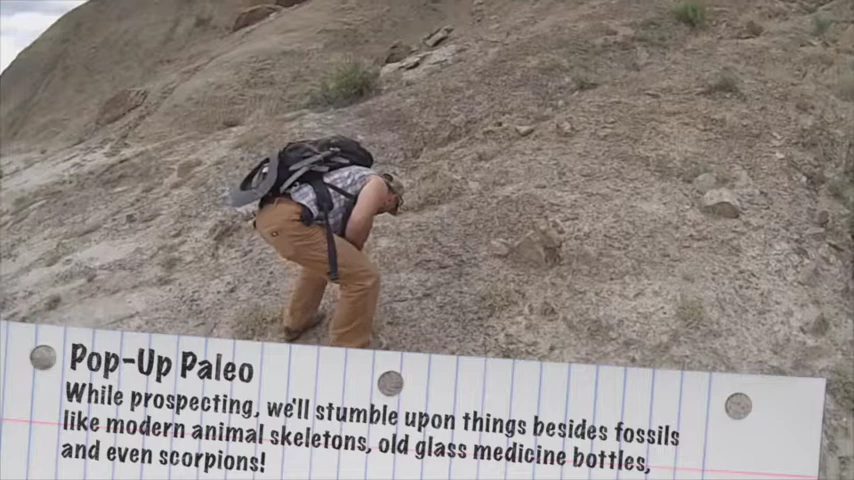 Pop-Up Paleo
While prospecting, we'll stumble upon things besides fossils
like modern animal skeletons, old glass medicine bottles,
and even scorpions!